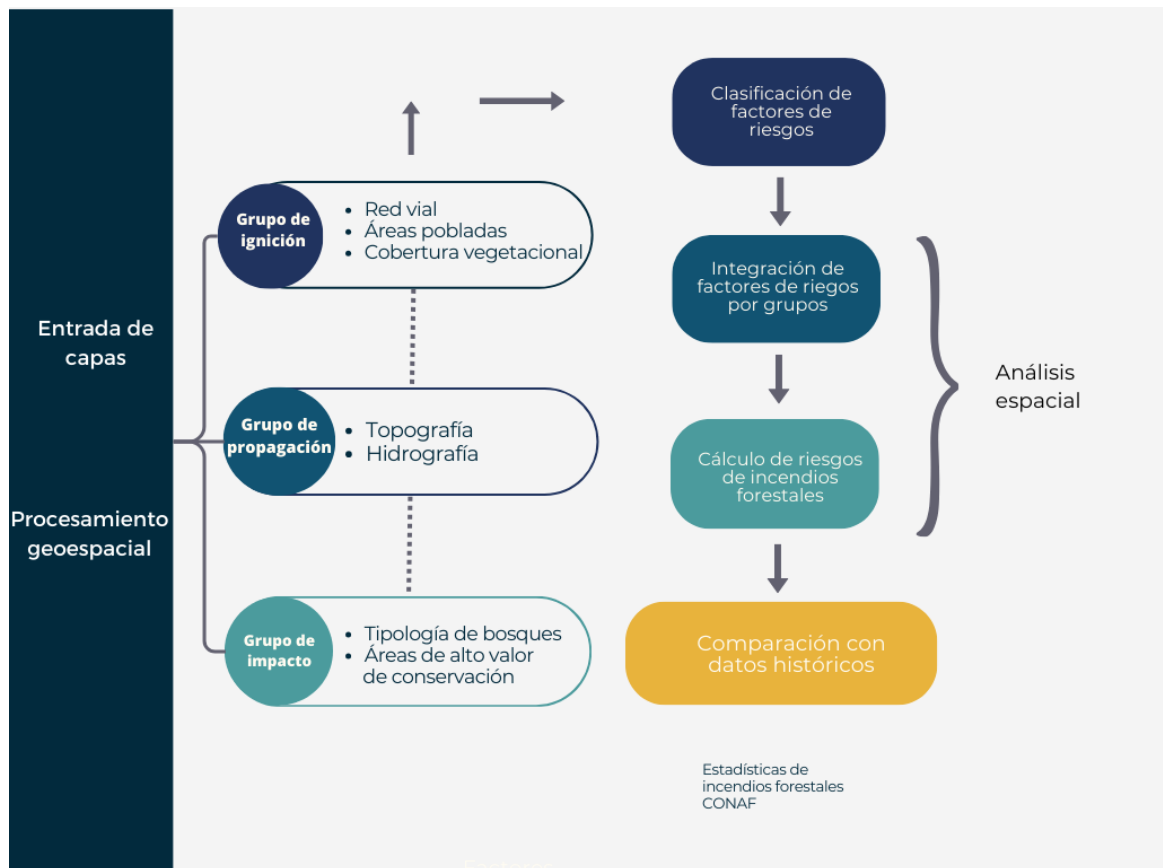 Entrada de
capas
Procesamiento
geoespacial
Grupo de
ignición
• Red vial
• Áreas pobladas
• Cobertura vegetacional
Grupo de
propagación
• Topografía
• Hidrografía
Grupo de
impacto
• Tipología de bosques
• Áreas de alto valor
de conservación
Clasificación de
factores de
riesgos
Integración de
factores de riegos
por grupos
Cálculo de riesgos
de incendios
forestales
Análisis
espacial
Comparación con
datos históricos
Estadísticas de
incendios forestales
CONAF
Factores